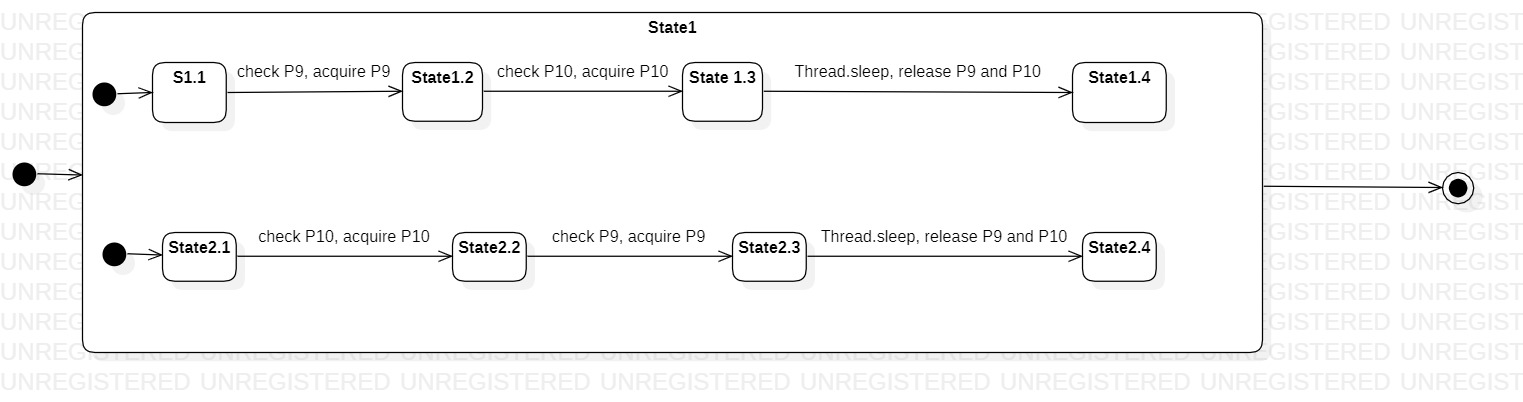 State1
S1.1
check P9, acquire P9
State1.2
check P10, acquire P10
State 1.3
Thread.sleep, release P9 and P10
State1.4
State2.1
check P10, acquire P10
State2.2
check P9, acquire P9
State2.3
Thread.sleep, release P9 and P10
State2.4
UNREGISTERED UNREGISTERED UNREGISTERED UNREGISTERED UNREGISTERED UNREGISTERED UNREGISTERED UNREGIST